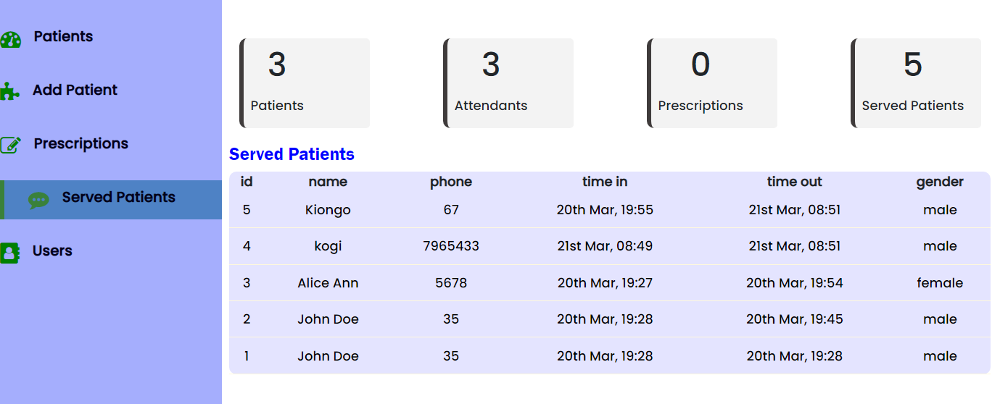 Patients
Add Patient
Prescriptions
Served Patients
Users
3 3 0 5
Patients Attendants Prescriptions Served Patients
Served Patients
id name phone time in time out gender
5 Kiongo 67 20th Mar, 19:55 21st Mar, 08:51 male
4 kogi 7965433 21st Mar, 08:49 21st Mar, 08:51 male
3 Alice Ann 5678 20th Mar, 19:27 20th Mar, 19:54 female
2 John Doe 35 20th Mar, 19:28 20th Mar, 19:45 male
1 John Doe 35 20th Mar, 19:28 20th Mar, 19:28 male